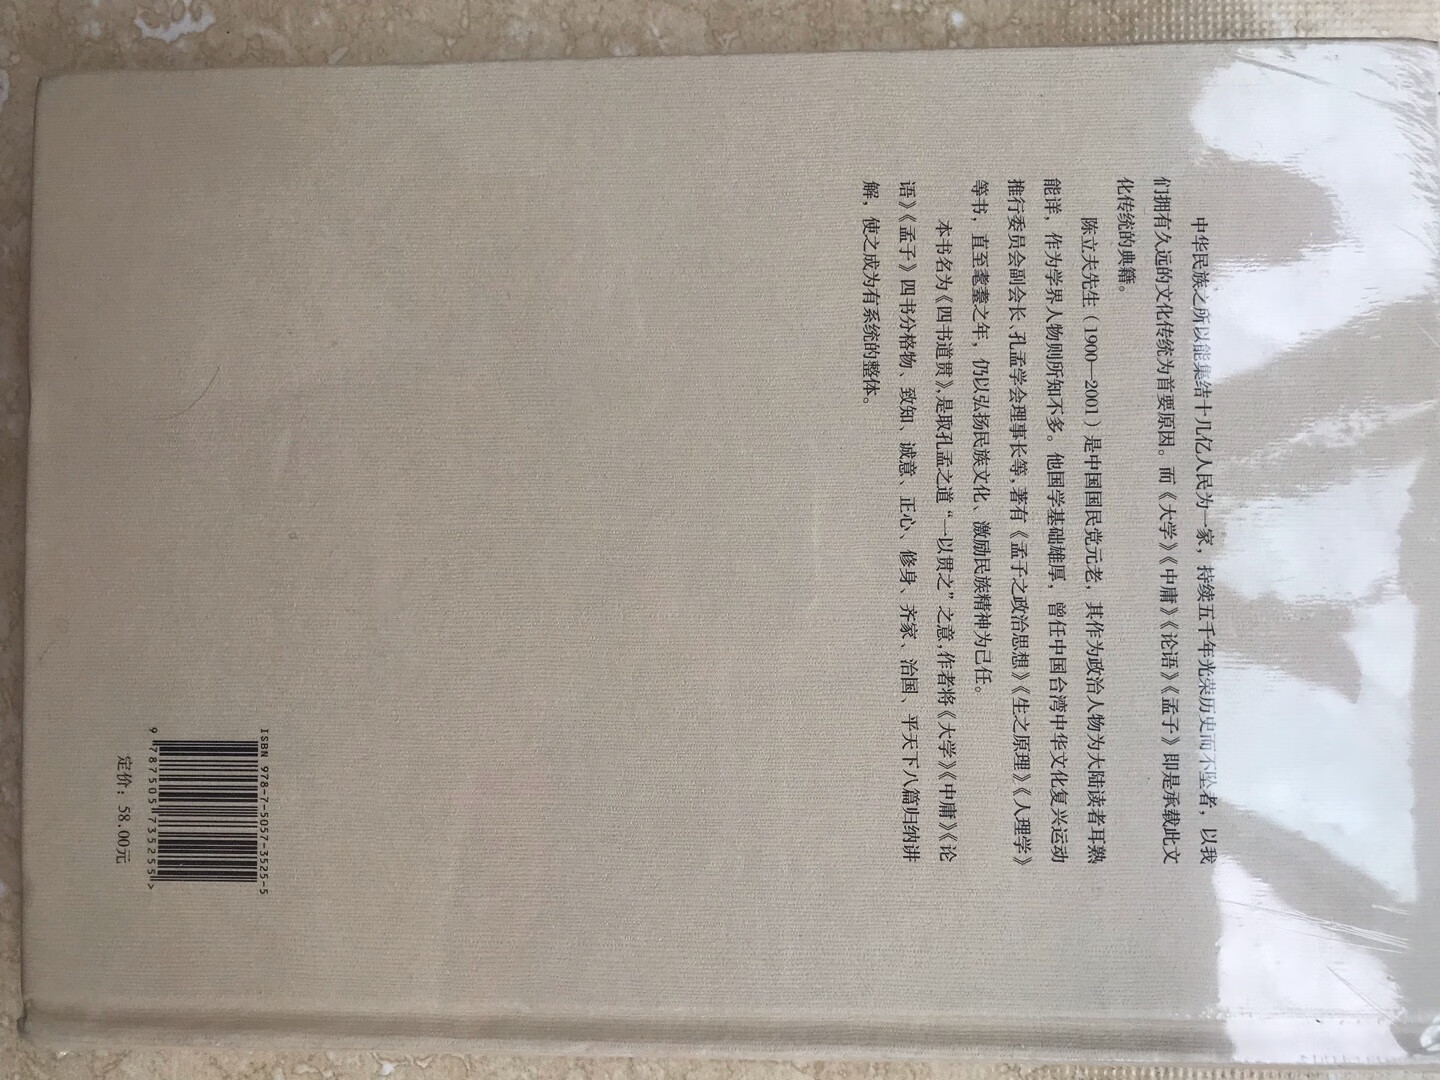 中华民族之所以能集结十几亿人民为一家，持续五千年光荣历史而不坠者，以我
们拥有久远的文化传统为首要原因。而《大学》《中庸》《论语》《孟子》即是承载此文
化传统的典籍。
陈立夫先生（1900—2001）是中国国民党元老，其作为政治人物为大陆读者耳熟
能详，作为学界人物则所知不多。他国学基础雄厚，曾任中国台湾中华文化复兴运动
推行委员会副会长、孔孟学会理事长等，著有《孟子之政治思想》《生之原理》《人理学》
等书，直至耄耋之年，仍以弘扬民族文化、激励民族精神为己任。
本书名为《四书道贯》，是取孔孟之道“一以贯之”之意，作者将《大学》《中庸》《论
语》《孟子》四书分格物、致知、诚意、正心、修身、齐家、治国、平天下八篇归纳讲
解，使之成为有系统的整体。
ISBN 978-7-5057-3525-5
9 787505 735255 >
定价：58.00元